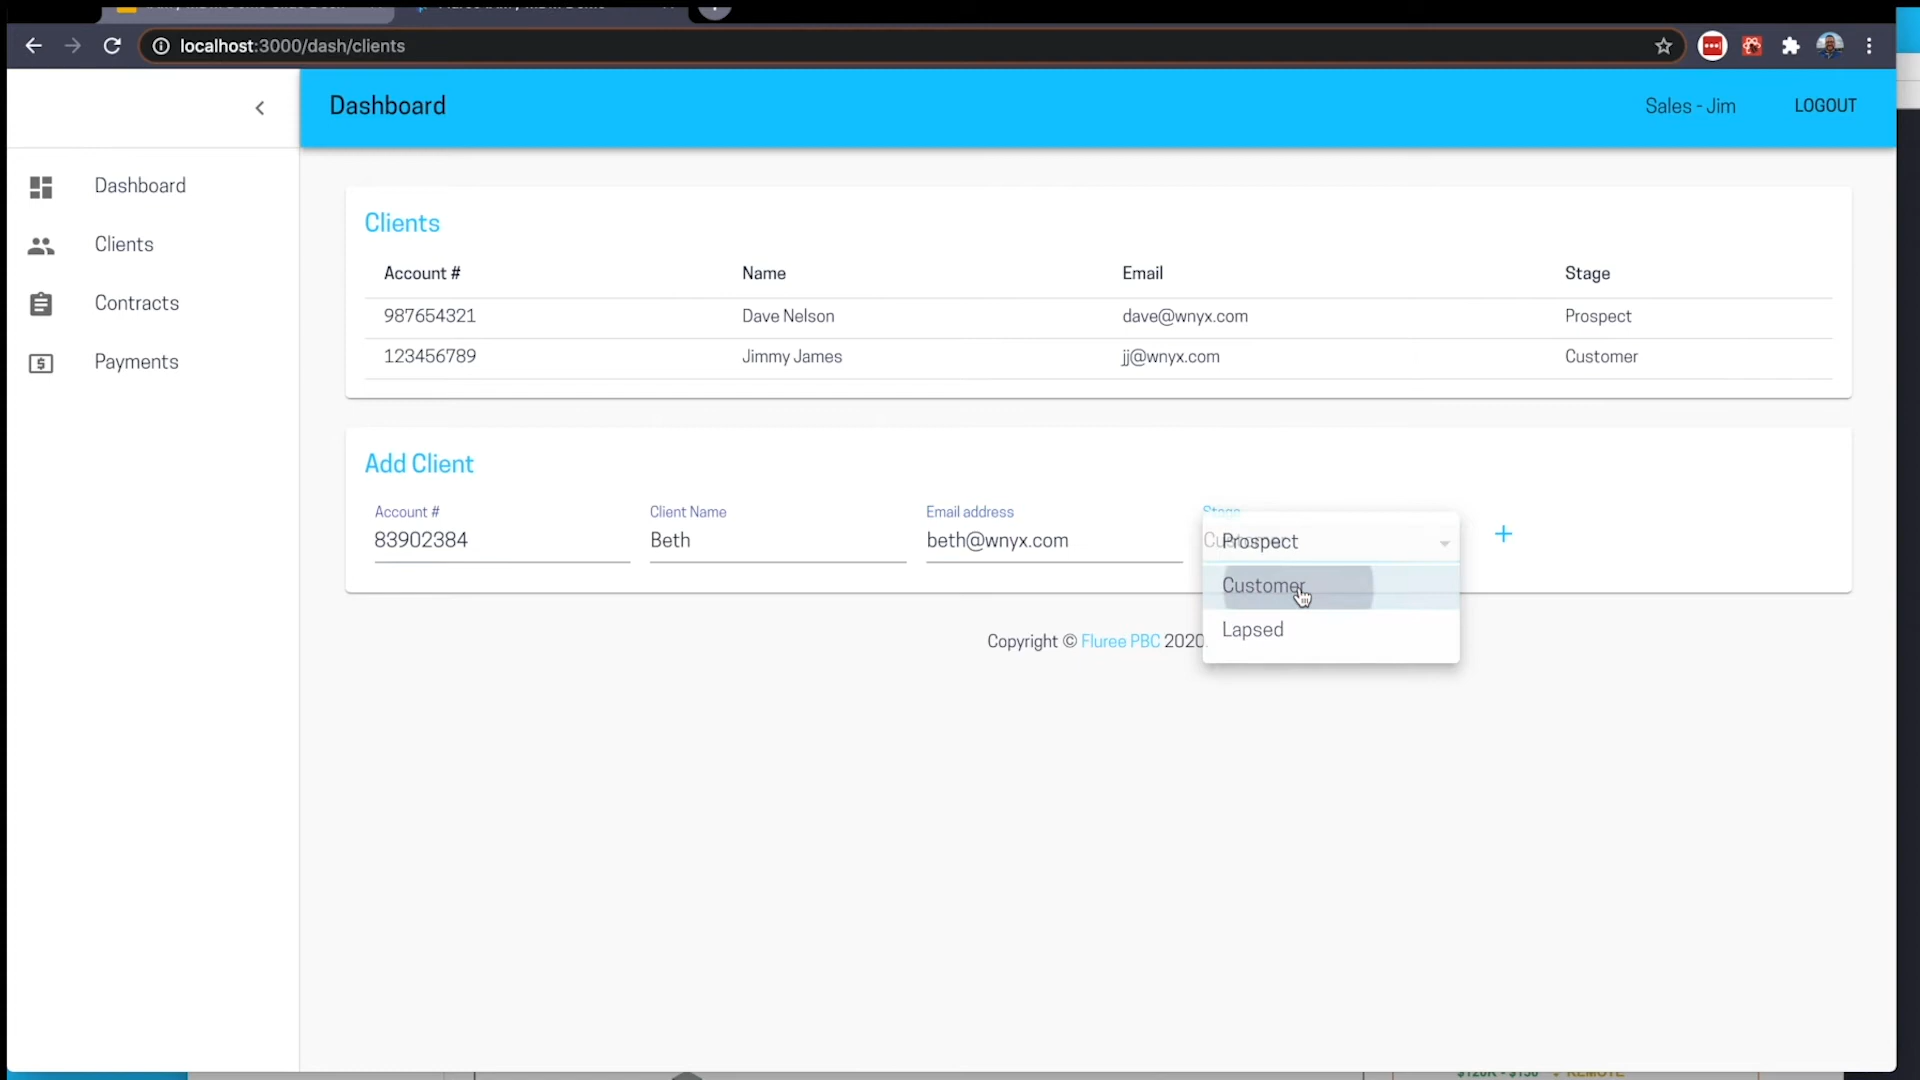 localhost:3000/dash/clients
Dashboard
Sales - Jim
LOGOUT
Dashboard
Clients
Contracts
Payments
Clients
Account # Name Email Stage
987654321 Dave Nelson dave@wnyx.com Prospect
123456789 Jimmy James jj@wnyx.com Customer
Add Client
Account # Client Name Email address Stage
83902384 Beth beth@wnyx.com
Prospect
Customer
Lapsed
Copyright © Fluree PBC 2020